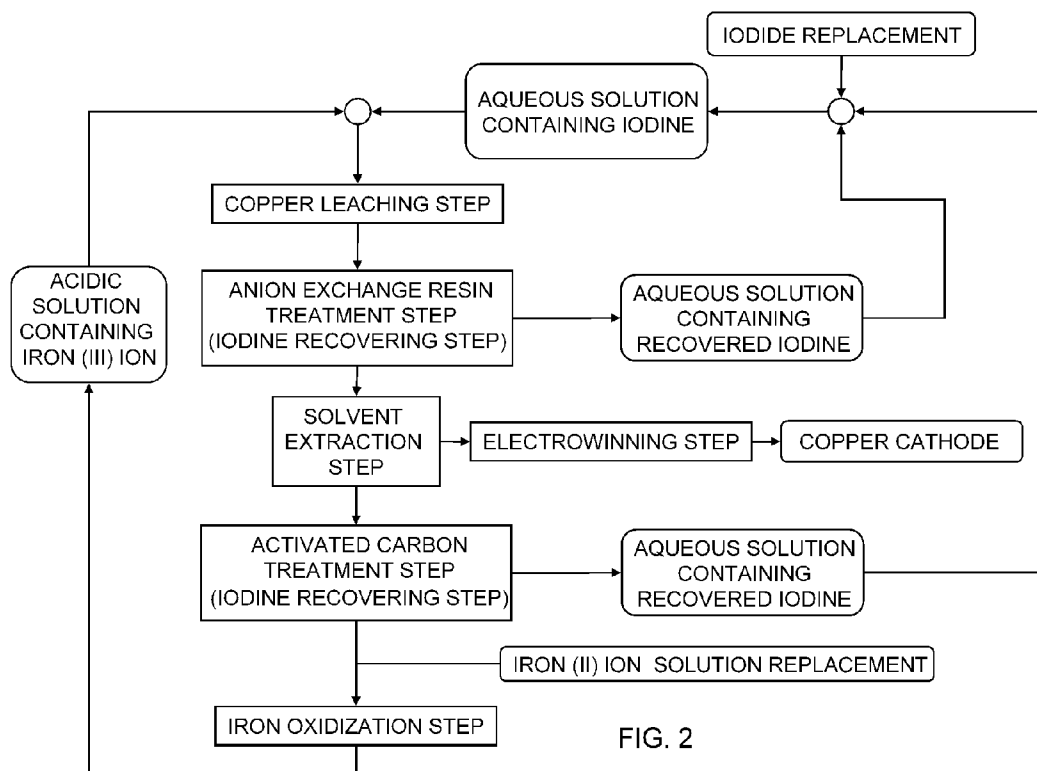 IODIDE REPLACEMENT
AQUEOUS SOLUTION
CONTAINING IODINE
COPPER LEACHING STEP
ACIDIC
SOLUTION
CONTAINING
IRON (III) ION
ANION EXCHANGE RESIN
TREATMENT STEP
(IODINE RECOVERING STEP)
AQUEOUS SOLUTION
CONTAINING
RECOVERED IODINE
SOLVENT
EXTRACTION
STEP
ELECTROWINNING STEP
COPPER CATHODE
ACTIVATED CARBON
TREATMENT STEP
(IODINE RECOVERING STEP)
AQUEOUS SOLUTION
CONTAINING
RECOVERED IODINE
IRON (II) ION SOLUTION REPLACEMENT
IRON OXIDIZATION STEP
FIG. 2